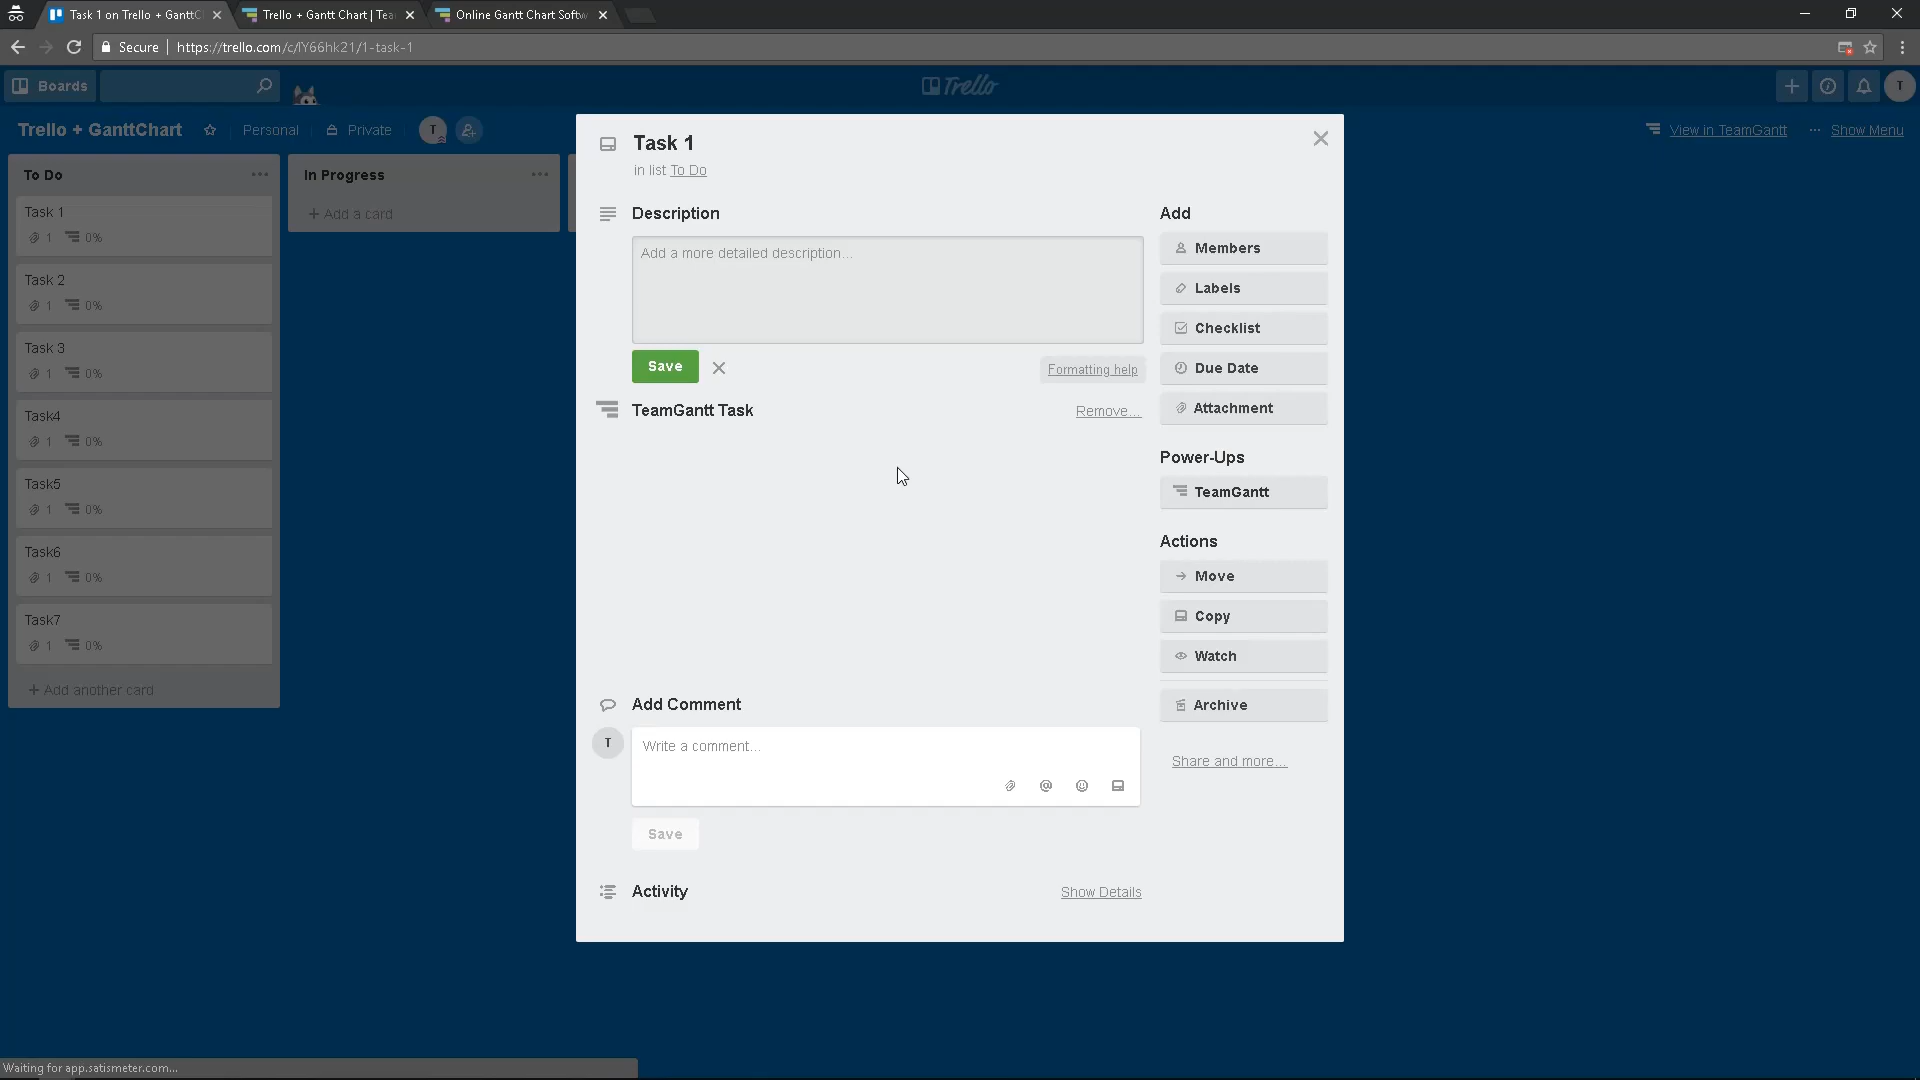 Task 1 on Trello + GanttC
Trello + Gantt Chart | Tea
Online Gantt Chart Softw
Secure
https://trello.com/c/lY66hk21/1-task-1
Boards
Trello
T
Trello + GanttChart
Personal
Private
T
View in TeamGantt
Show Menu
To Do
Task 1
1 0%
Task 2
1 0%
Task 3
1 0%
Task4
1 0%
Task5
1 0%
Task6
1 0%
Task7
1 0%
+ Add another card
In Progress
+ Add a card
Task 1
in list To Do
Description
Add a more detailed description...
Save
Formatting help
TeamGantt Task
Remove...
Add Comment
T
Write a comment...
@
Save
Activity
Show Details
Add
Members
Labels
Checklist
Due Date
Attachment
Power-Ups
TeamGantt
Actions
Move
Copy
Watch
Archive
Share and more...
Waiting for app.satismeter.com...